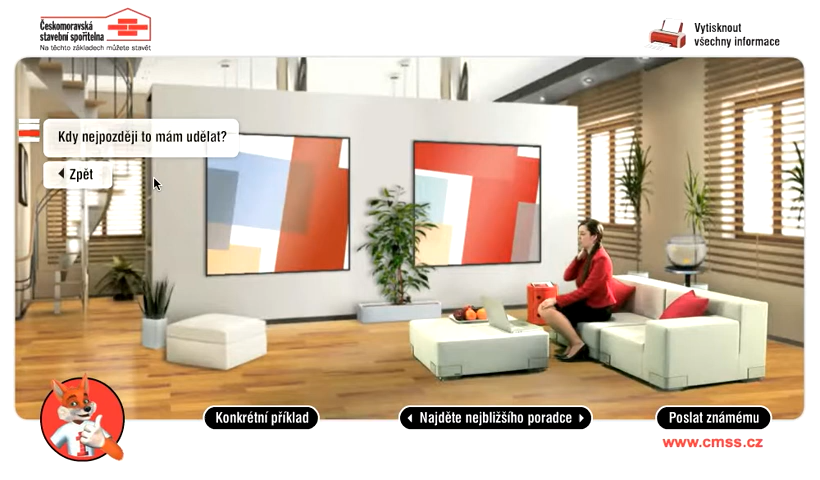 Českomoravská
stavební spořitelna
Na těchto základech můžete stavět
Vytisknout
všechny informace
Kdy nejpozději to mám udělat?
Zpět
Konkrétní příklad
Najděte nejbližšího poradce
Poslat známému
www.cmss.cz